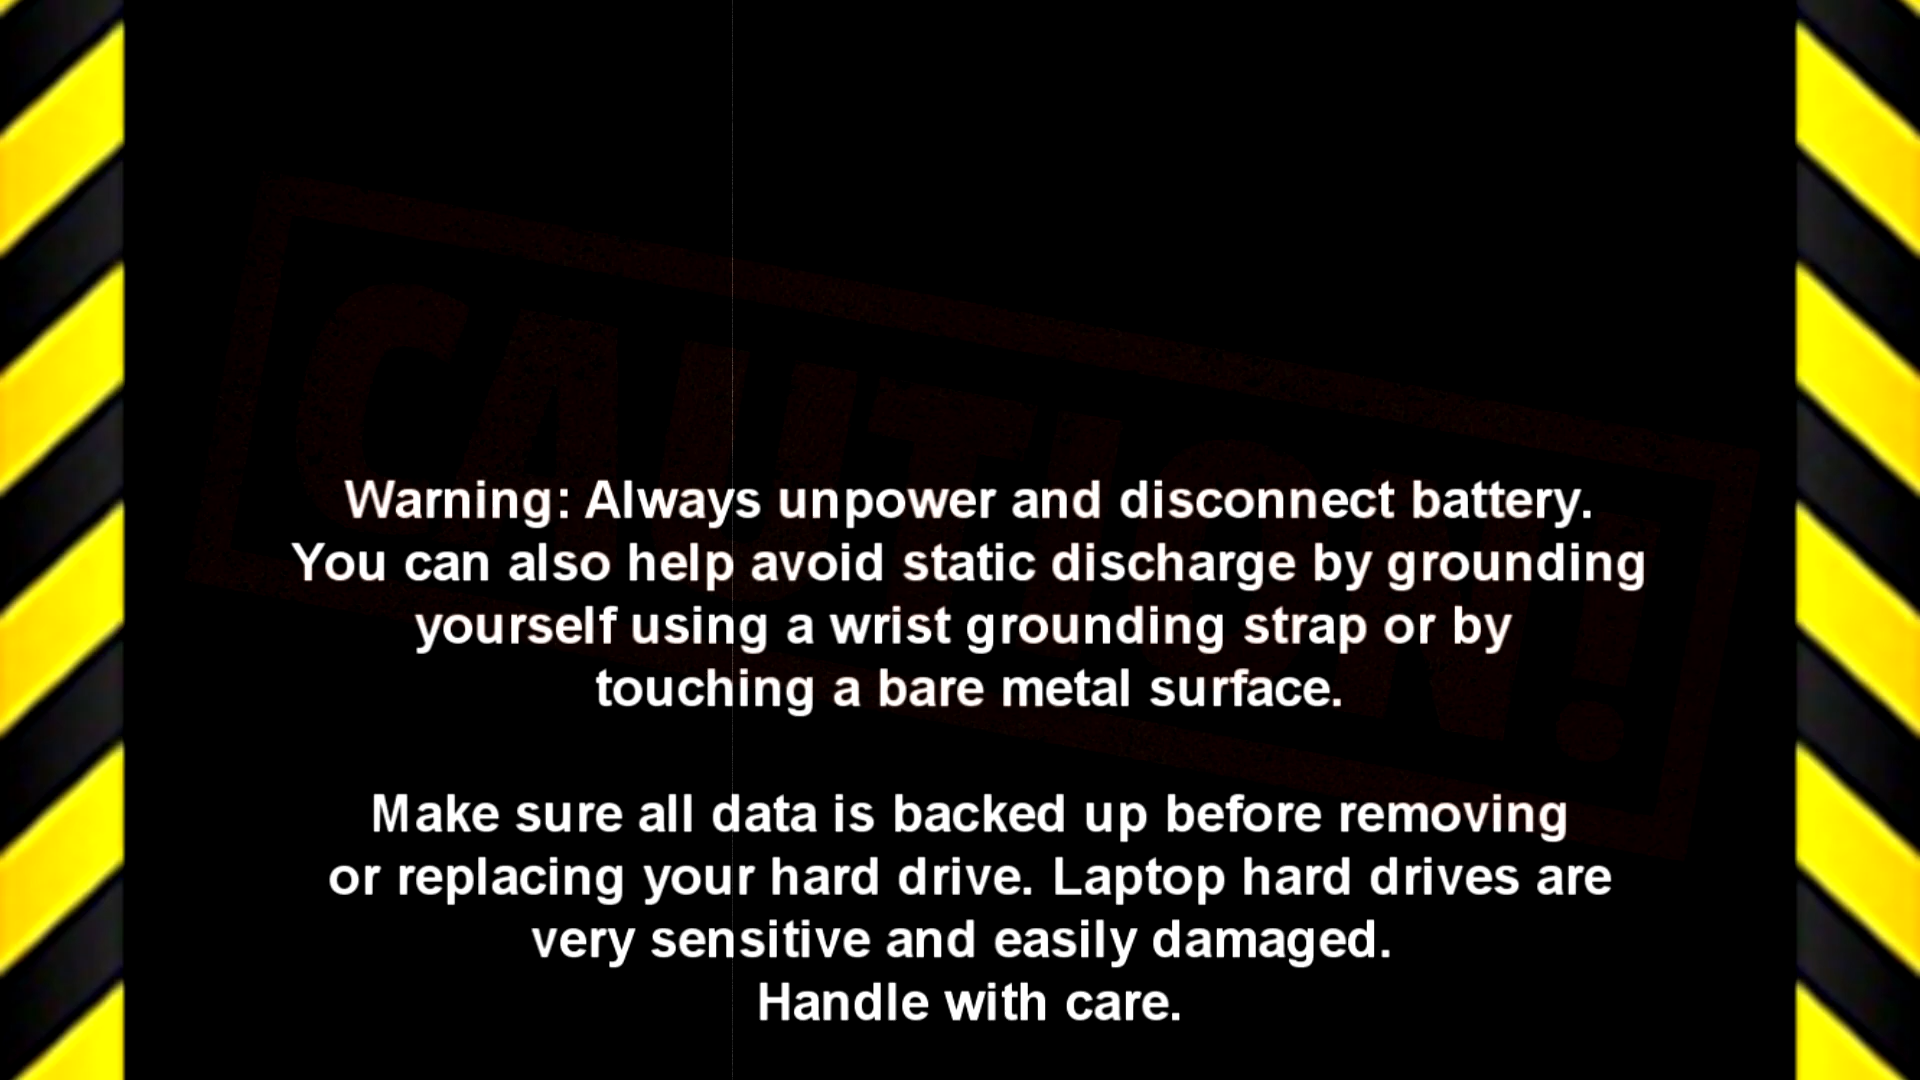 CAUTION!
Warning: Always unpower and disconnect battery.
You can also help avoid static discharge by grounding
yourself using a wrist grounding strap or by
touching a bare metal surface.
Make sure all data is backed up before removing
or replacing your hard drive. Laptop hard drives are
very sensitive and easily damaged.
Handle with care.